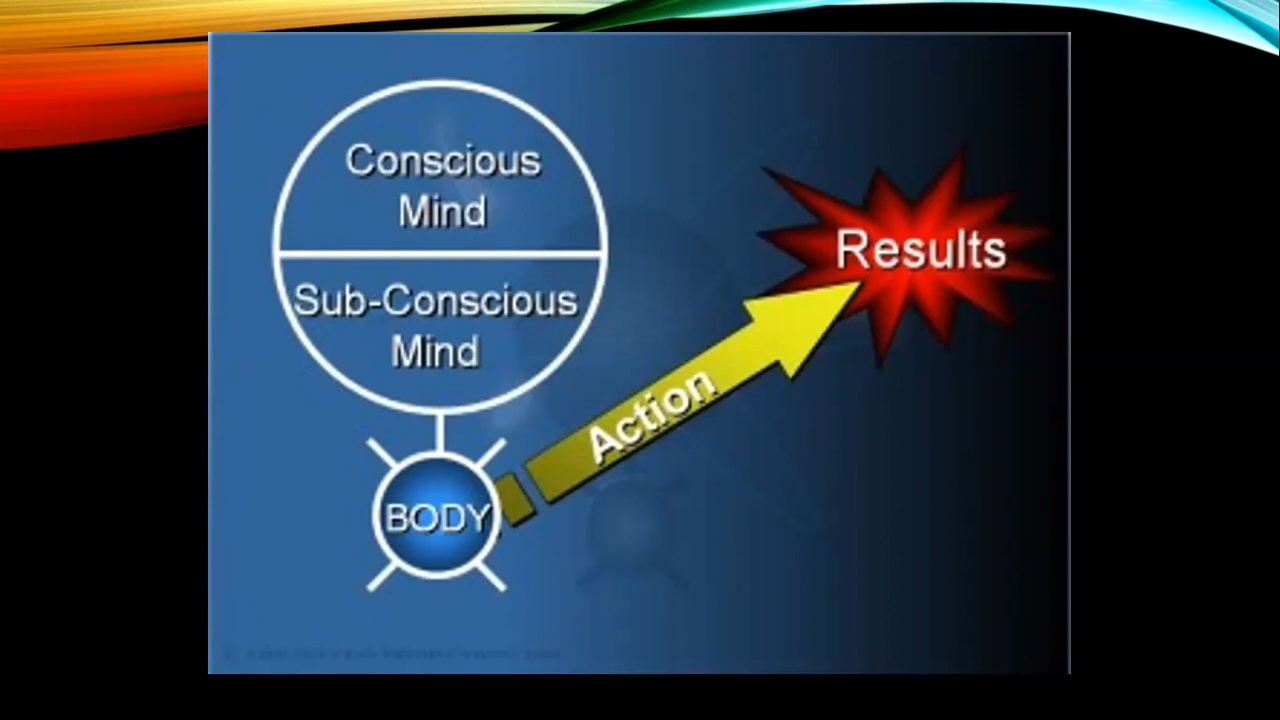 Conscious
Mind
Sub-Conscious
Mind
BODY
Action
Results